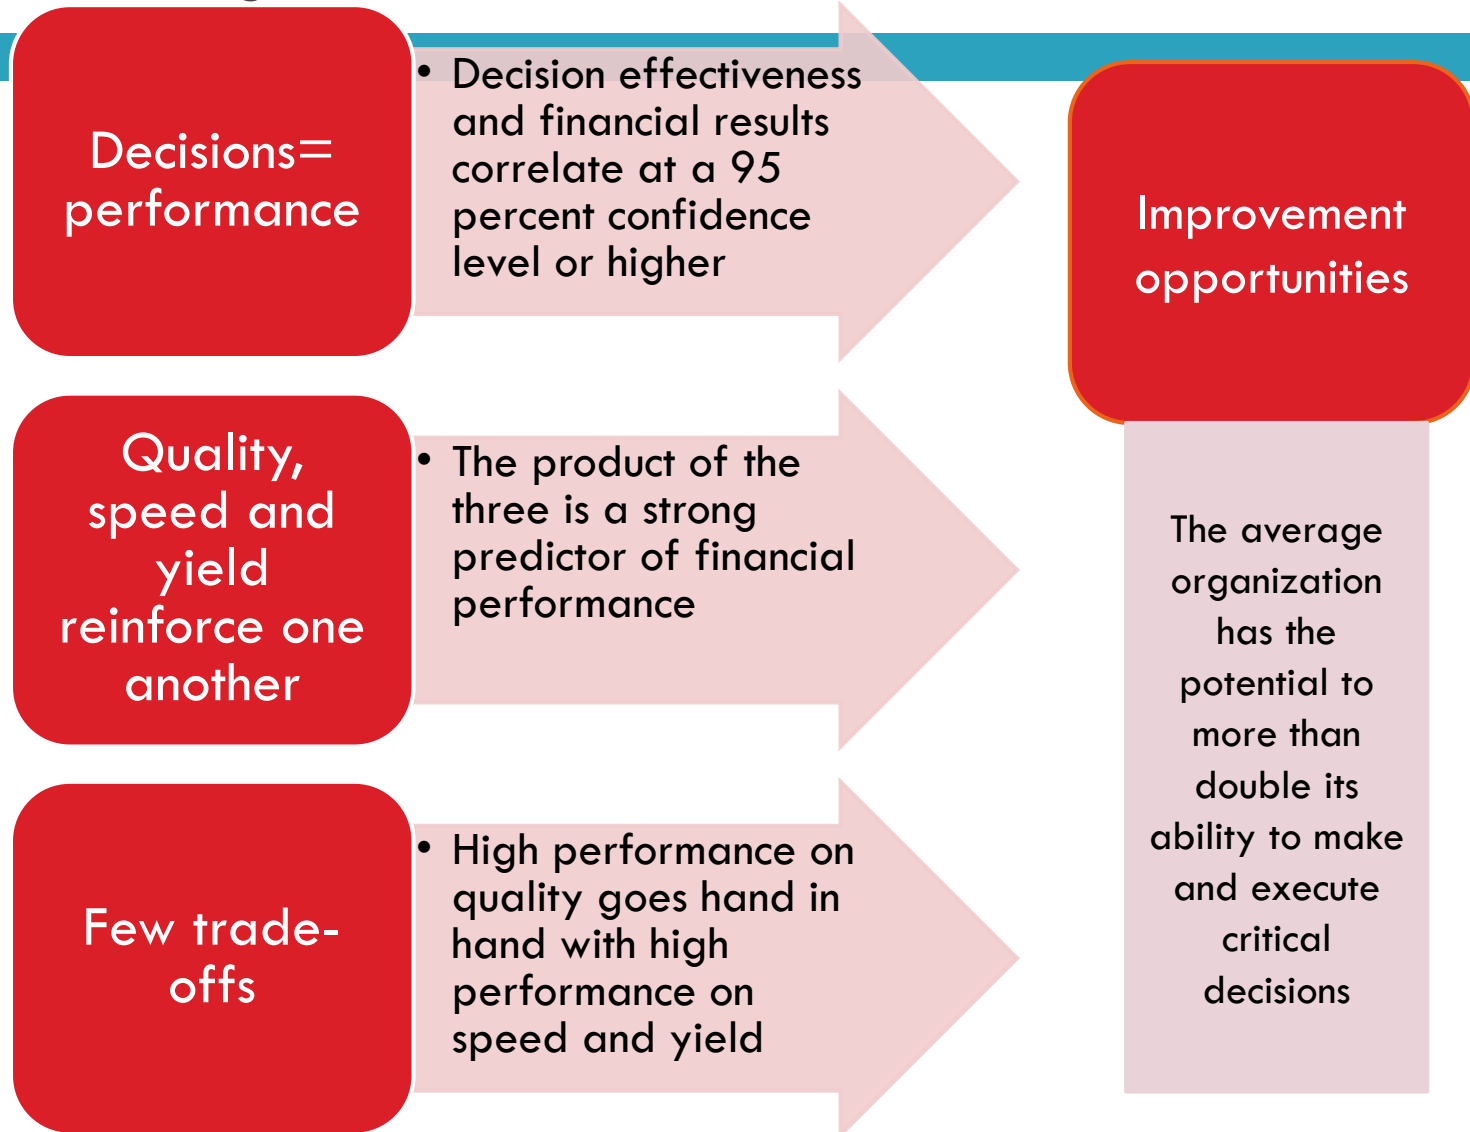 Decisions=
performance
• Decision effectiveness
and financial results
correlate at a 95
percent confidence
level or higher
Quality,
speed and
yield
reinforce one
another
• The product of the
three is a strong
predictor of financial
performance
Few trade-
offs
• High performance on
quality goes hand in
hand with high
performance on
speed and yield
Improvement
opportunities
The average
organization
has the
potential to
more than
double its
ability to make
and execute
critical
decisions